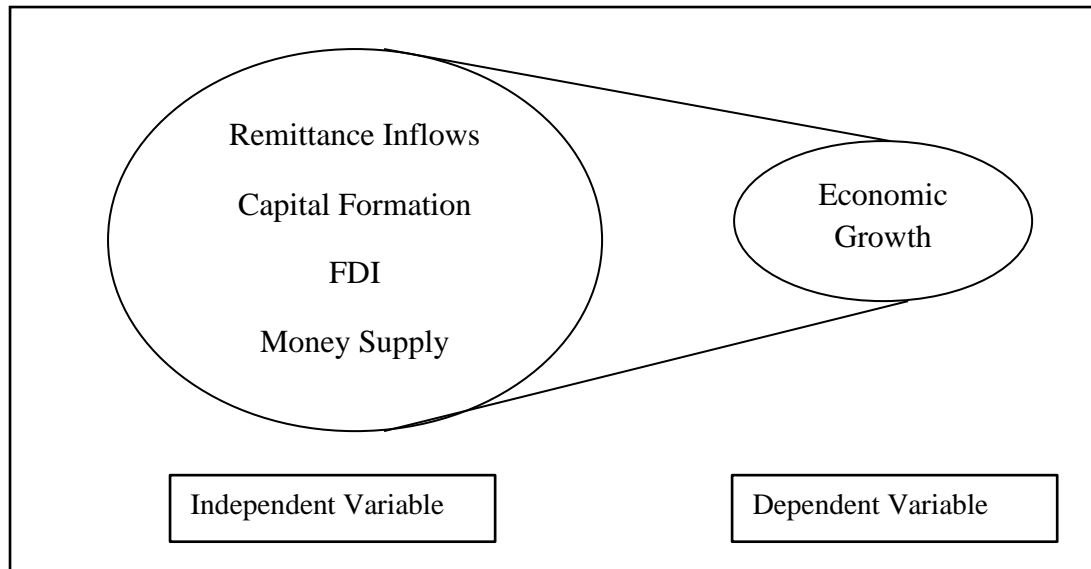 Remittance Inflows
Capital Formation
FDI
Money Supply
Economic
Growth
Independent Variable
Dependent Variable